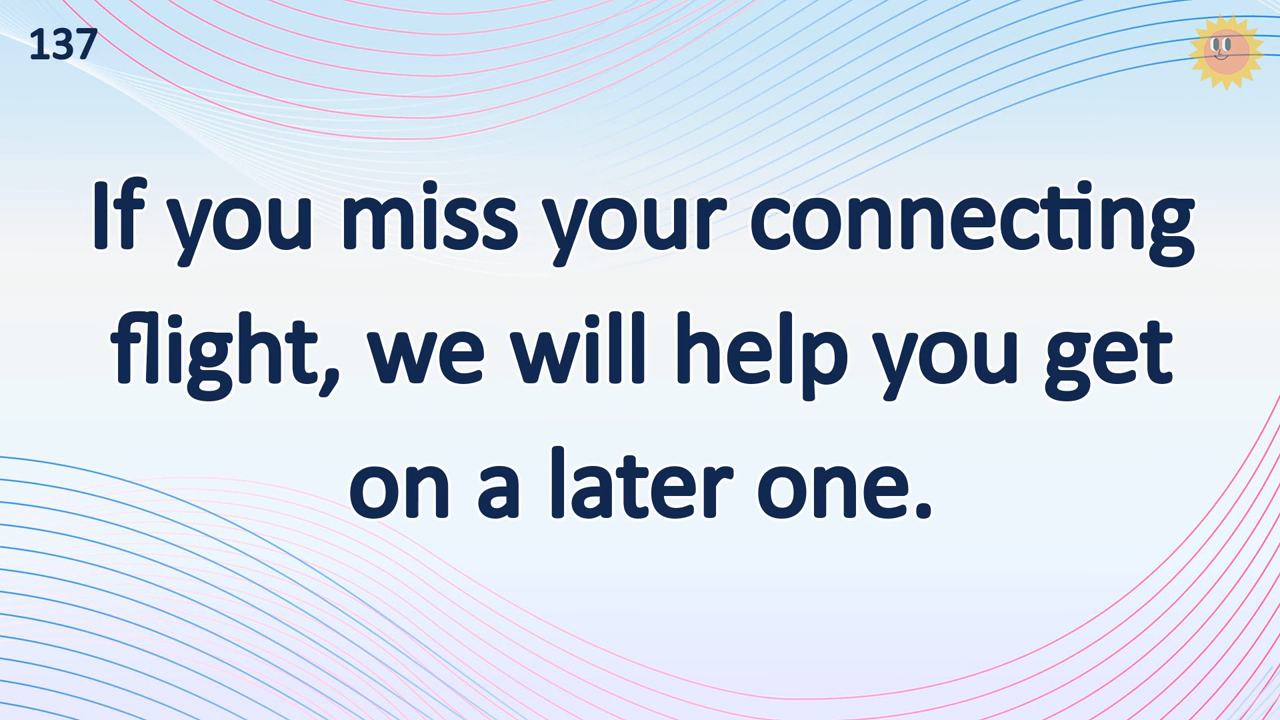 137
If you miss your connecting
flight, we will help you get
on a later one.